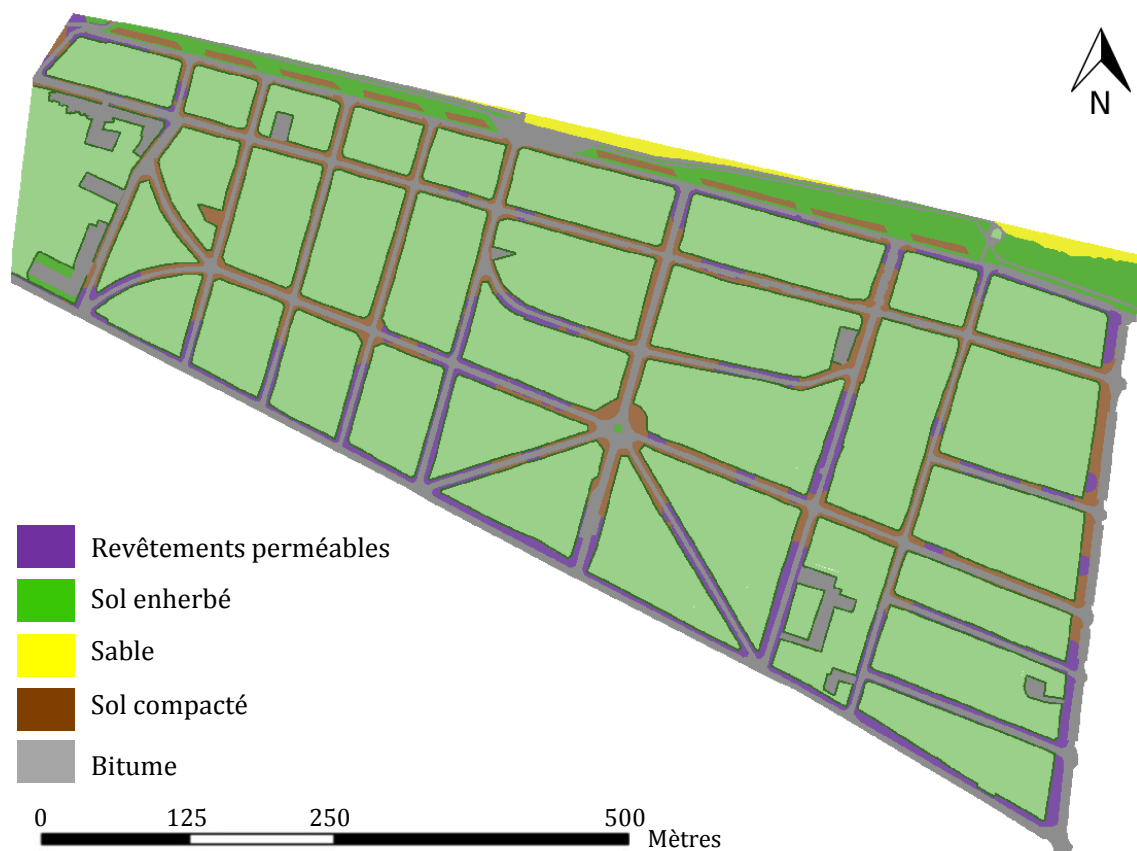 N
Revêtements perméables
Sol enherbé
Sable
Sol compacté
Bitume
0 125 250 500 Mètres